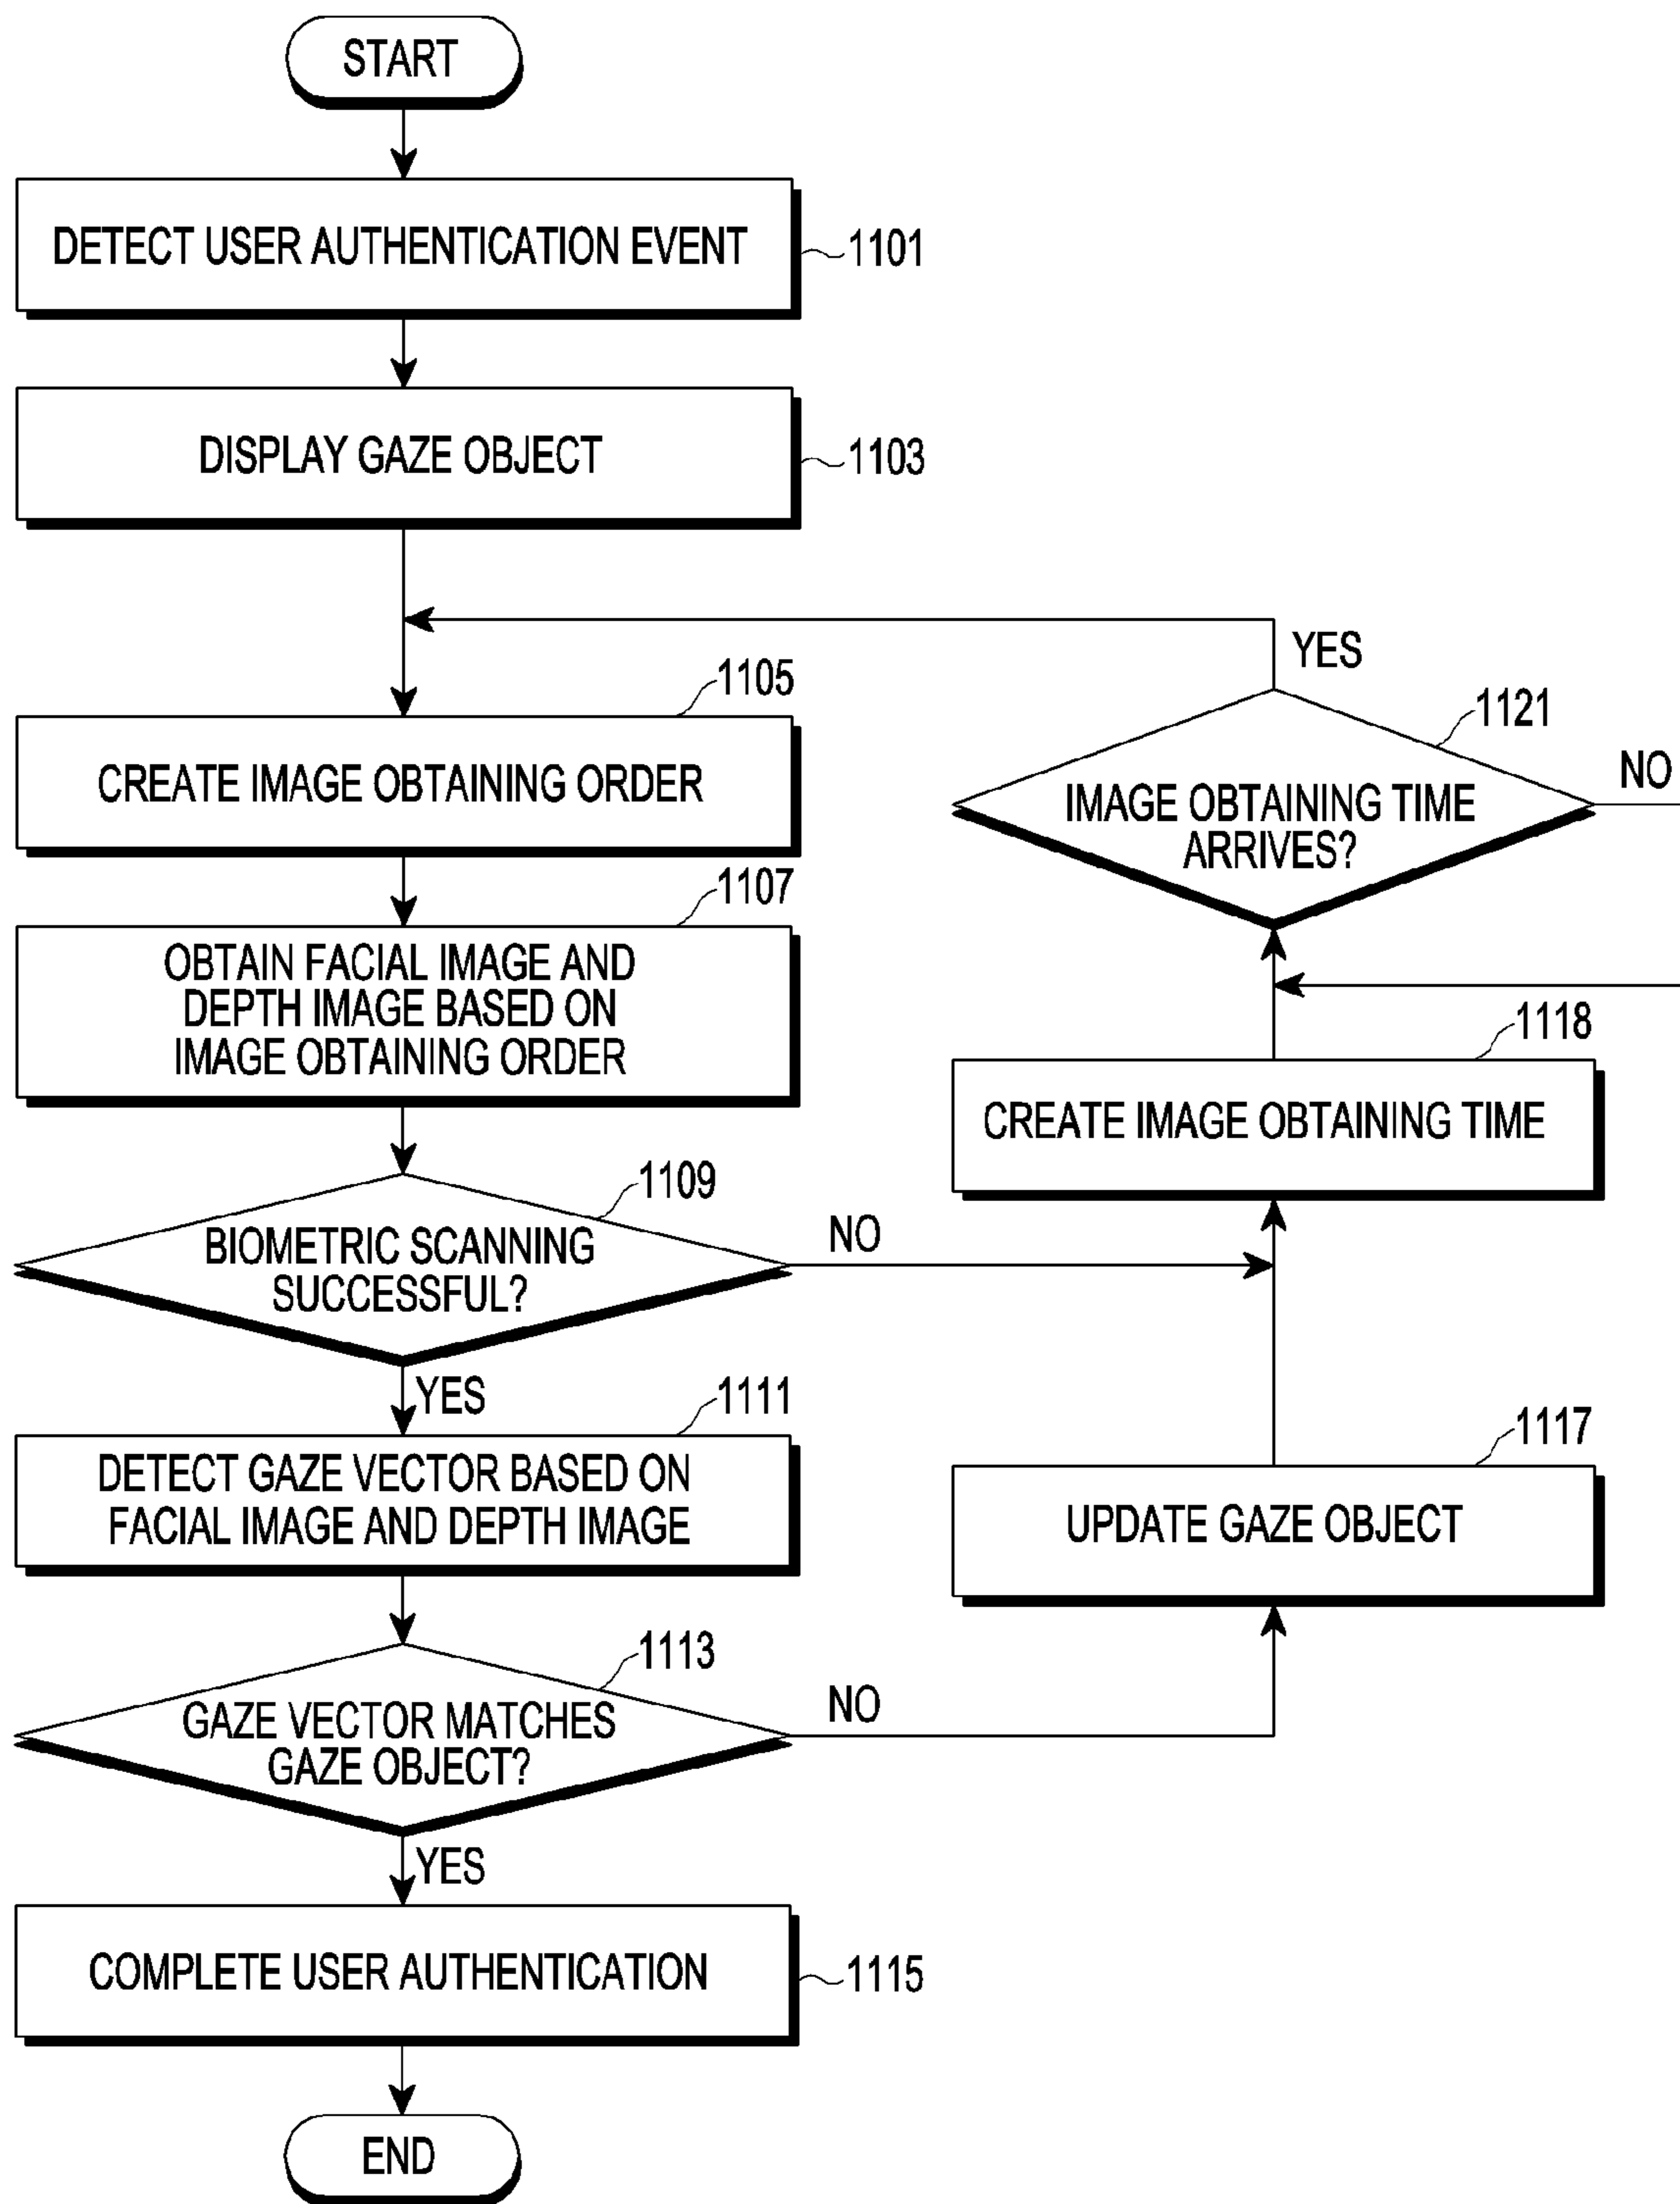 START
DETECT USER AUTHENTICATION EVENT
1101
DISPLAY GAZE OBJECT
1103
YES
1105
CREATE IMAGE OBTAINING ORDER
1121
NO
IMAGE OBTAINING TIME
ARRIVES?
1107
OBTAIN FACIAL IMAGE AND
DEPTH IMAGE BASED ON
IMAGE OBTAINING ORDER
1118
CREATE IMAGE OBTAINING TIME
1109
BIOMETRIC SCANNING
SUCCESSFUL?
NO
YES
1111
DETECT GAZE VECTOR BASED ON
FACIAL IMAGE AND DEPTH IMAGE
1117
UPDATE GAZE OBJECT
1113
GAZE VECTOR MATCHES
GAZE OBJECT?
NO
YES
COMPLETE USER AUTHENTICATION
1115
END